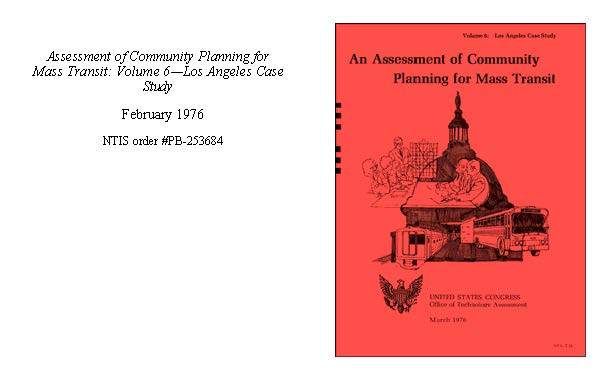 Assessment of Community Planning for
Mass Transit: Volume 6—Los Angeles Case
Study
February 1976
NTIS order #PB-253684
Volume 6: Los Angeles Case Study
An Assessment of Community
Planning for Mass Transit
UNITED STATES CONGRESS
Office of Technology Assessment
March 1976